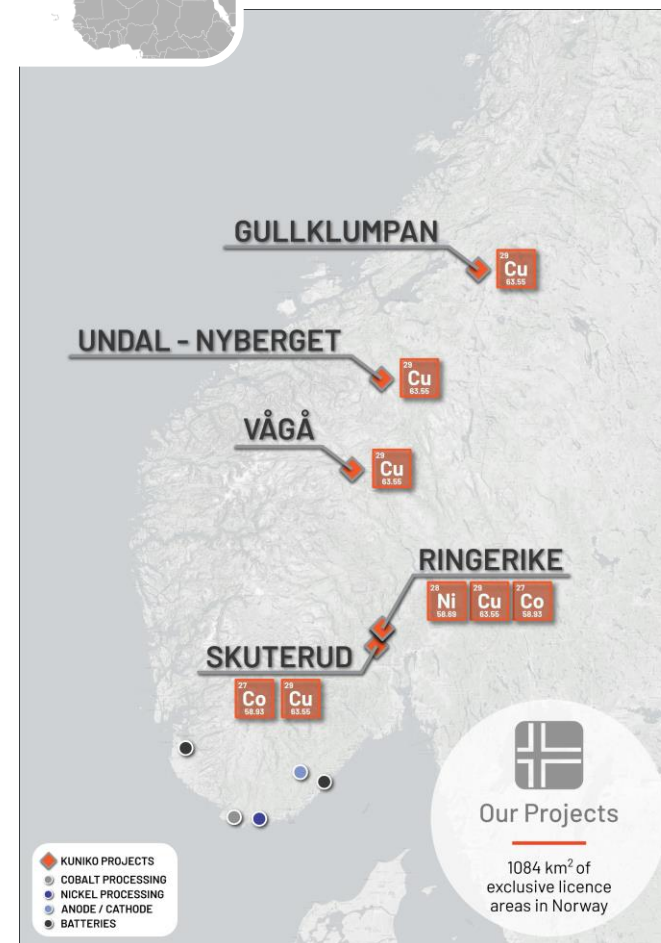 GULLKLUMPAN
29
Cu
63.55
UNDAL - NYBERGET
29
Cu
63.55
VÅGÅ
29
Cu
63.55
RINGERIKE
28
Ni
58.69
29
Cu
63.55
27
Co
58.93
SKUTERUD
27
Co
58.93
29
Cu
63.55
Our Projects
1084 km² of
exclusive licence
areas in Norway
KUNIKO PROJECTS
COBALT PROCESSING
NICKEL PROCESSING
ANODE / CATHODE
BATTERIES